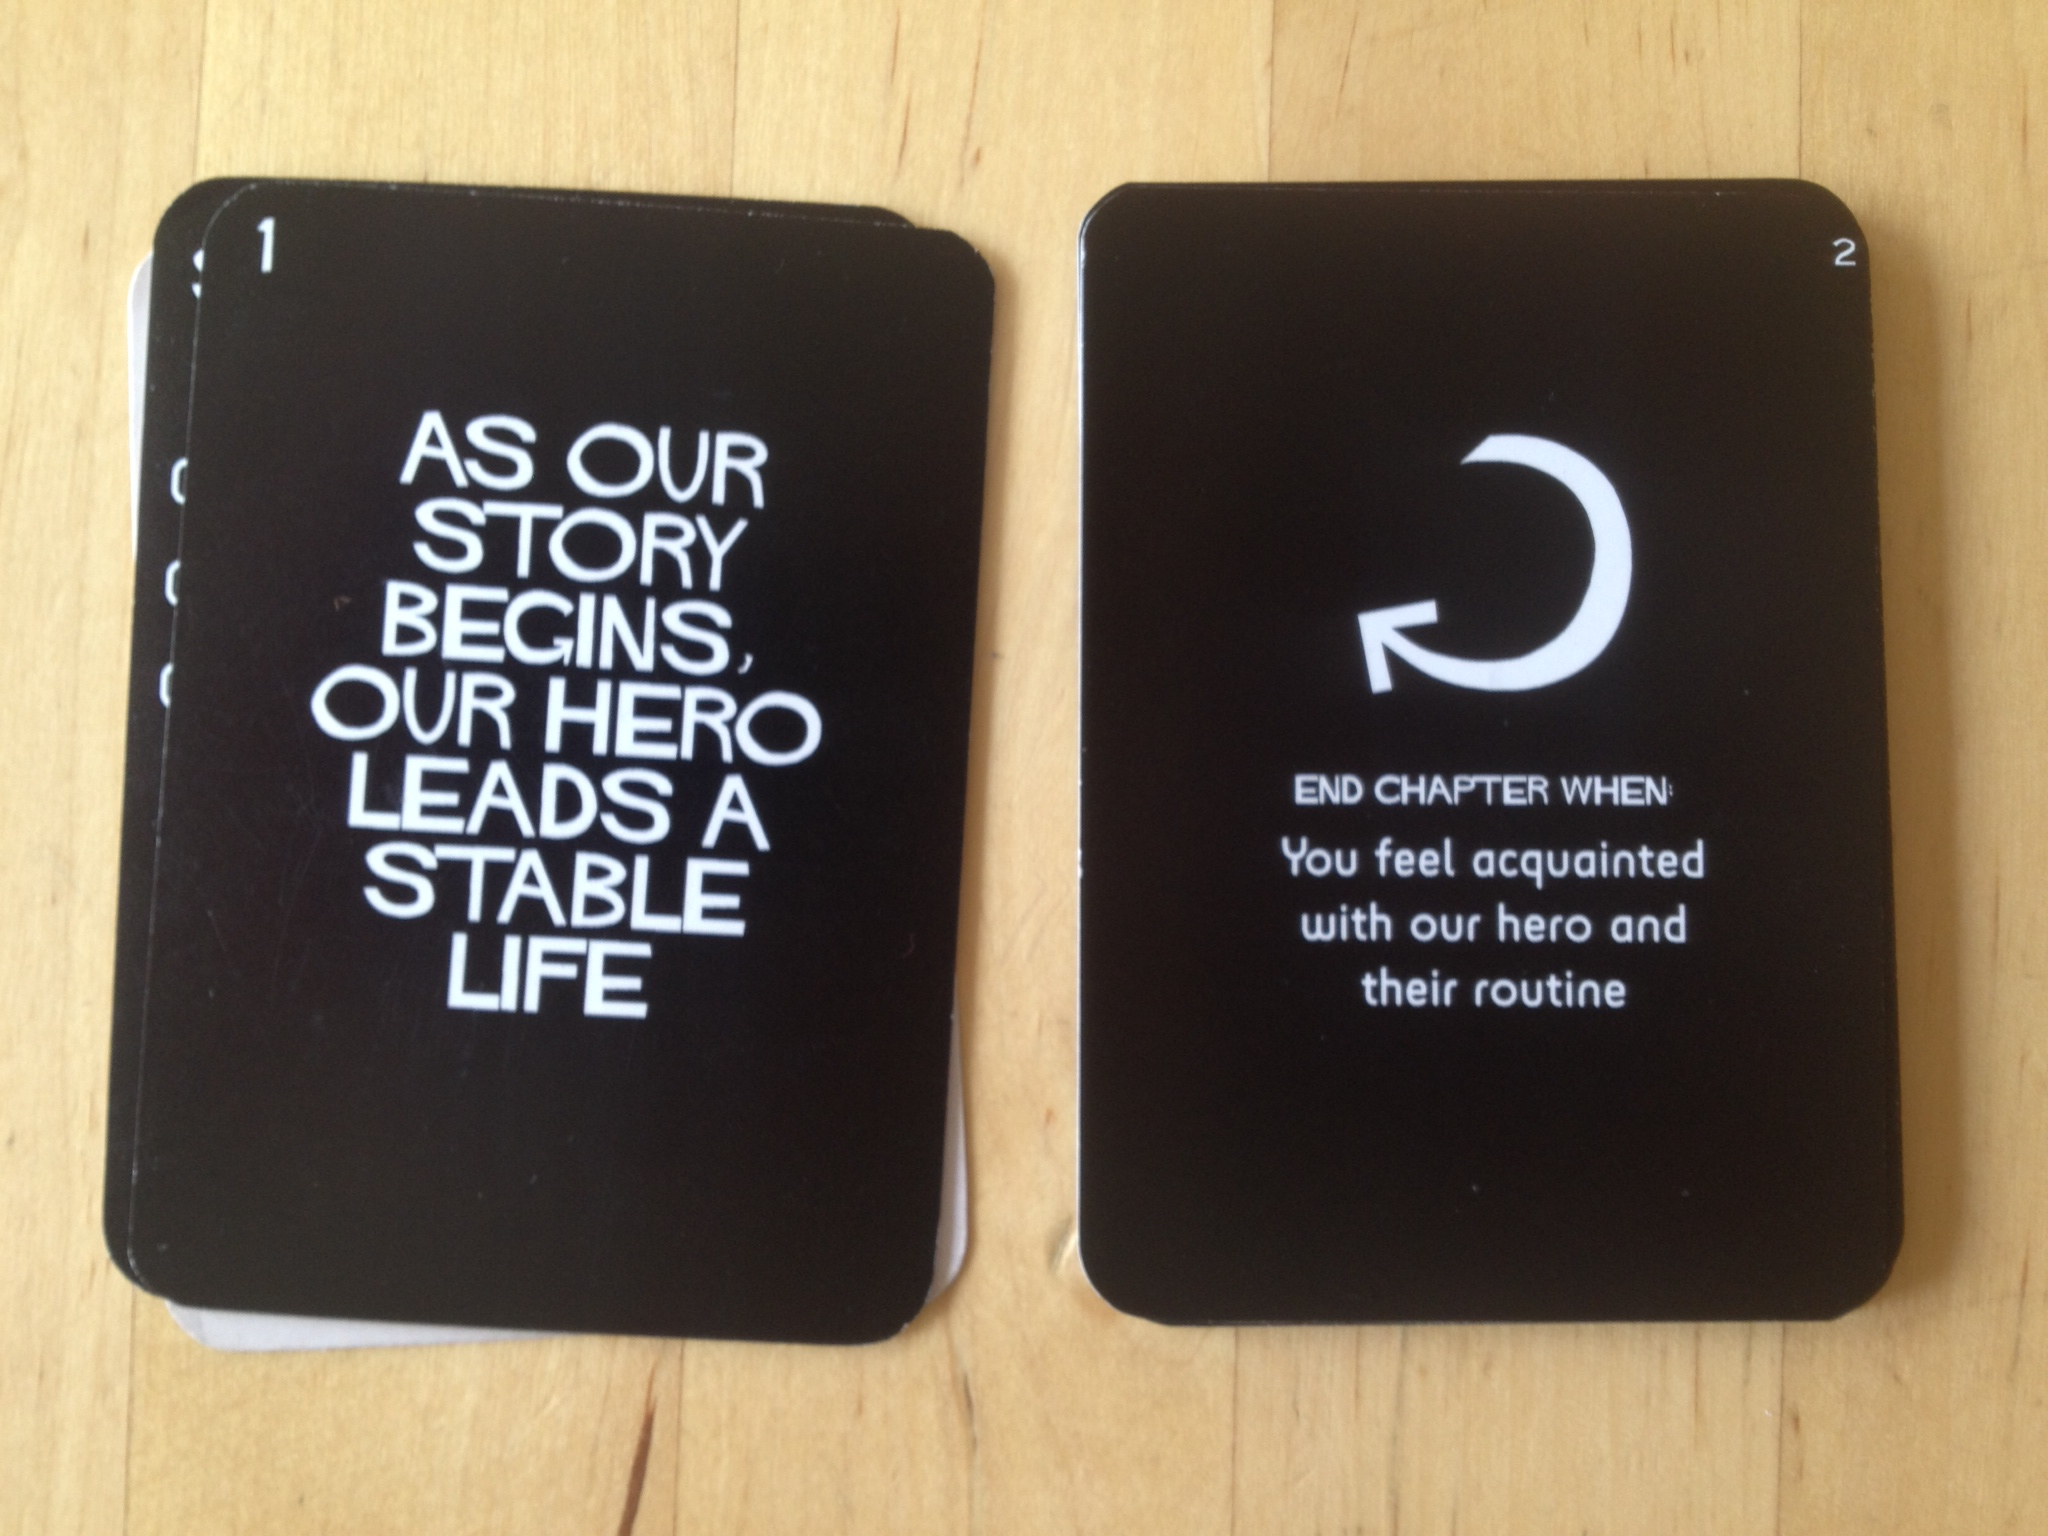 1
AS OUR
STORY
BEGINS,
OUR HERO
LEADS A
STABLE
LIFE
2
END CHAPTER WHEN:
You feel acquainted
with our hero and
their routine